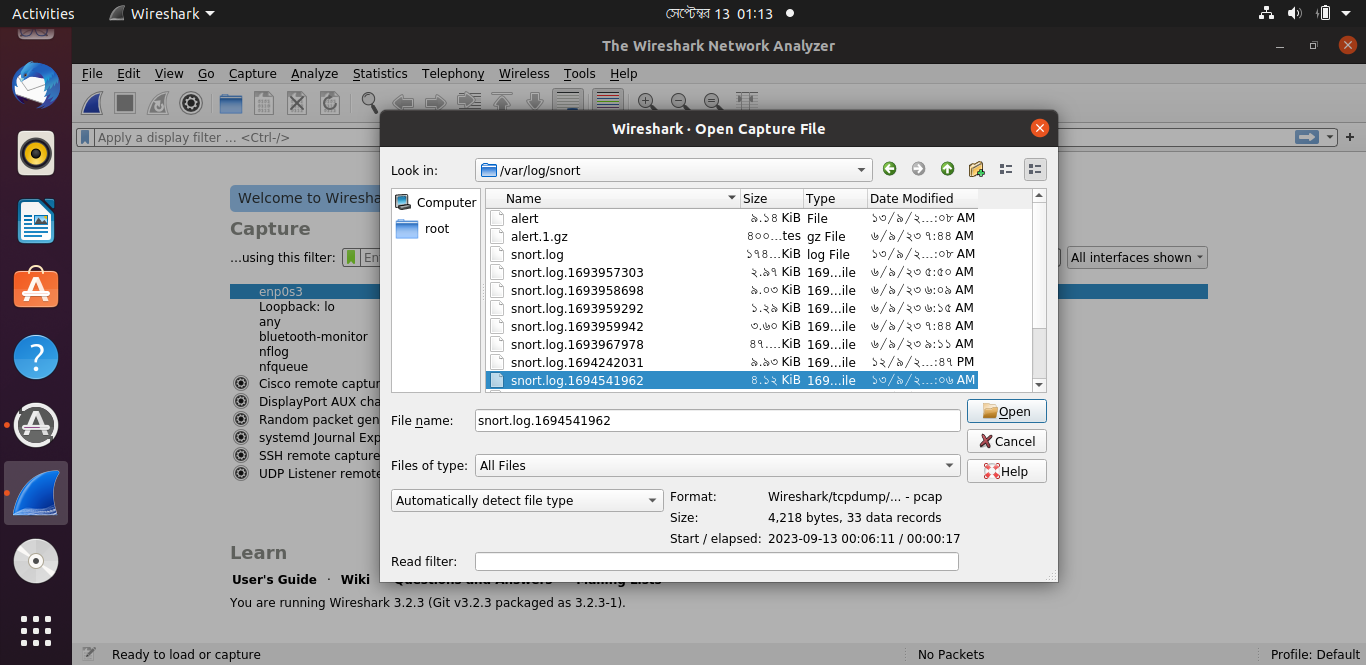 Activities Wireshark সেপ্টেম্বর 13 01:13
The Wireshark Network Analyzer
File Edit View Go Capture Analyze Statistics Telephony Wireless Tools Help
Apply a display filter ... <Ctrl-/>
Welcome to Wiresha
Capture
...using this filter: En All interfaces shown
enp0s3
Loopback: lo
any
bluetooth-monitor
nflog
nfqueue
Cisco remote captur
DisplayPort AUX cha
Random packet gen
systemd Journal Exp
SSH remote capture
UDP Listener remote
Learn
User's Guide · Wiki · Questions and Answers · Mailing Lists
You are running Wireshark 3.2.3 (Git v3.2.3 packaged as 3.2.3-1).
Ready to load or capture No Packets Profile: Default
Wireshark · Open Capture File
Look in: /var/log/snort
Computer
root
Name Size Type Date Modified
alert ৯.১৪ KiB File ১৩/৯/২...:০৮ AM
alert.1.gz ৪০০...tes gz File ৬/৯/২৩ ৭:৪৪ AM
snort.log ১৭৪...KiB log File ১৩/৯/২...:০৮ AM
snort.log.1693957303 ২.৯৭ KiB 169...ile ৬/৯/২৩ ৫:৫০ AM
snort.log.1693958698 ৯.০৩ KiB 169...ile ৬/৯/২৩ ৬:০৯ AM
snort.log.1693959292 ১.২৯ KiB 169...ile ৬/৯/২৩ ৬:১৫ AM
snort.log.1693959942 ৩.৬০ KiB 169...ile ৬/৯/২৩ ৭:৪৪ AM
snort.log.1693967978 ৪৭....KiB 169...ile ৬/৯/২৩ ৯:১১ AM
snort.log.1694242031 ৯.৯৩ KiB 169...ile ১২/৯/২...:৪৭ PM
snort.log.1694541962 ৪.১২ KiB 169...ile ১৩/৯/২...:০৬ AM
File name: snort.log.1694541962
Open
Cancel
Files of type: All Files
Help
Automatically detect file type
Format: Wireshark/tcpdump/... - pcap
Size: 4,218 bytes, 33 data records
Start / elapsed: 2023-09-13 00:06:11 / 00:00:17
Read filter: